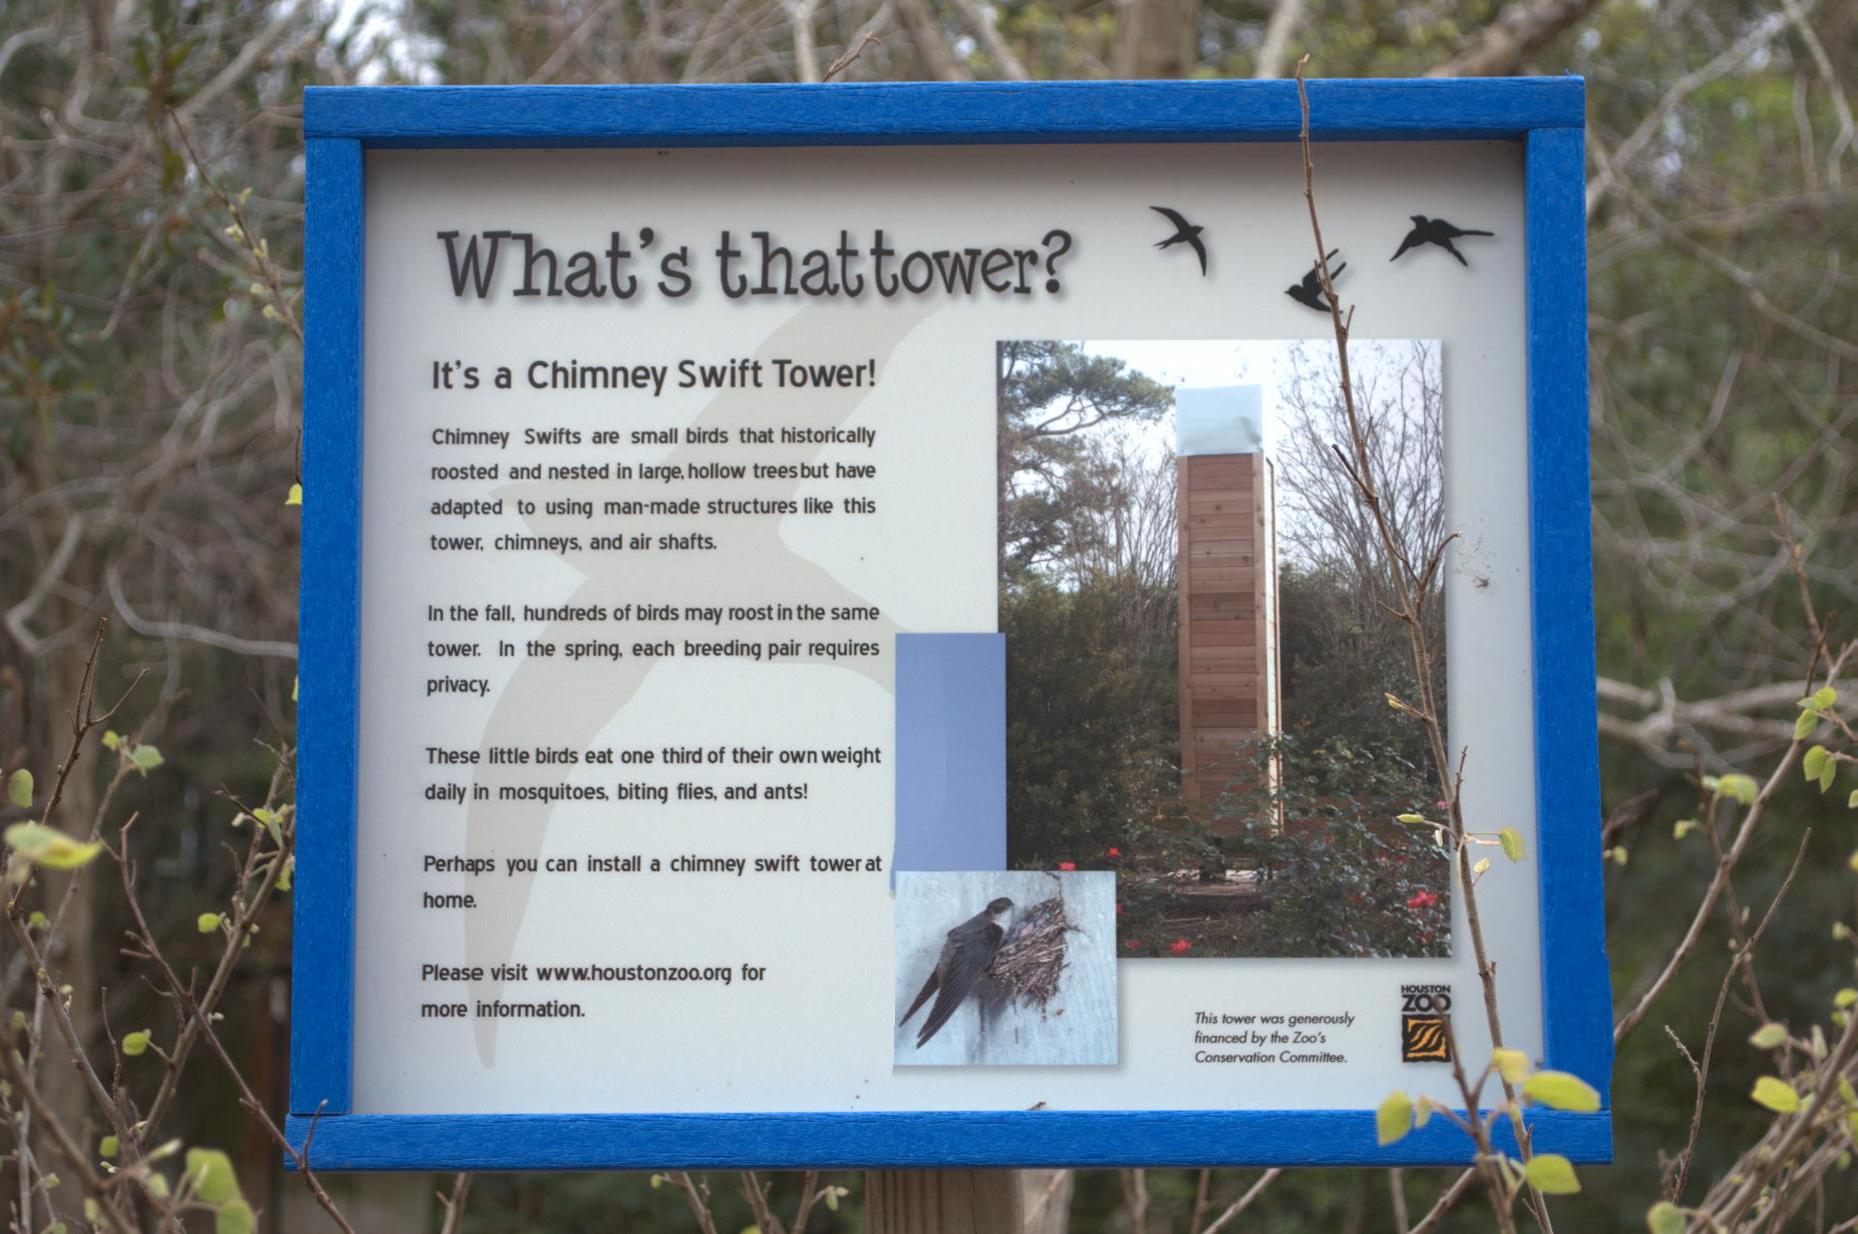 What's that tower?
It's a Chimney Swift Tower!
Chimney Swifts are small birds that historically
roosted and nested in large, hollow trees but have
adapted to using man-made structures like this
tower, chimneys, and air shafts.
In the fall, hundreds of birds may roost in the same
tower. In the spring, each breeding pair requires
privacy.
These little birds eat one third of their own weight
daily in mosquitoes, biting flies, and ants!
Perhaps you can install a chimney swift tower at
home.
Please visit www.houstonzoo.org for
more information.
This tower was generously
financed by the Zoo's
Conservation Committee.
HOUSTON
ZOO